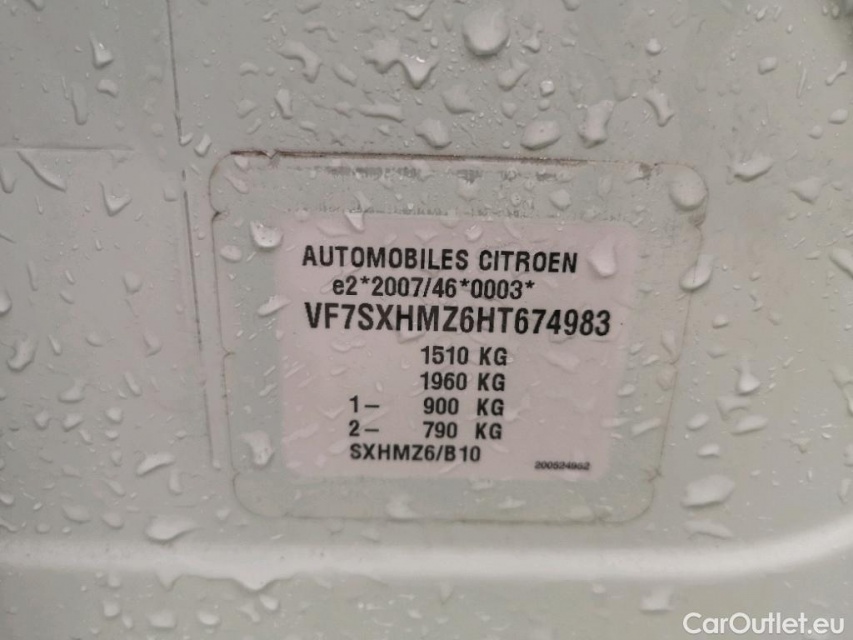 AUTOMOBILES CITROEN
e2*2007/46*0003*
VF7SXHMZ6HT674983
1510 KG
1960 KG
1– 900 KG
2– 790 KG
SXHMZ6/B10
CarOutlet.eu